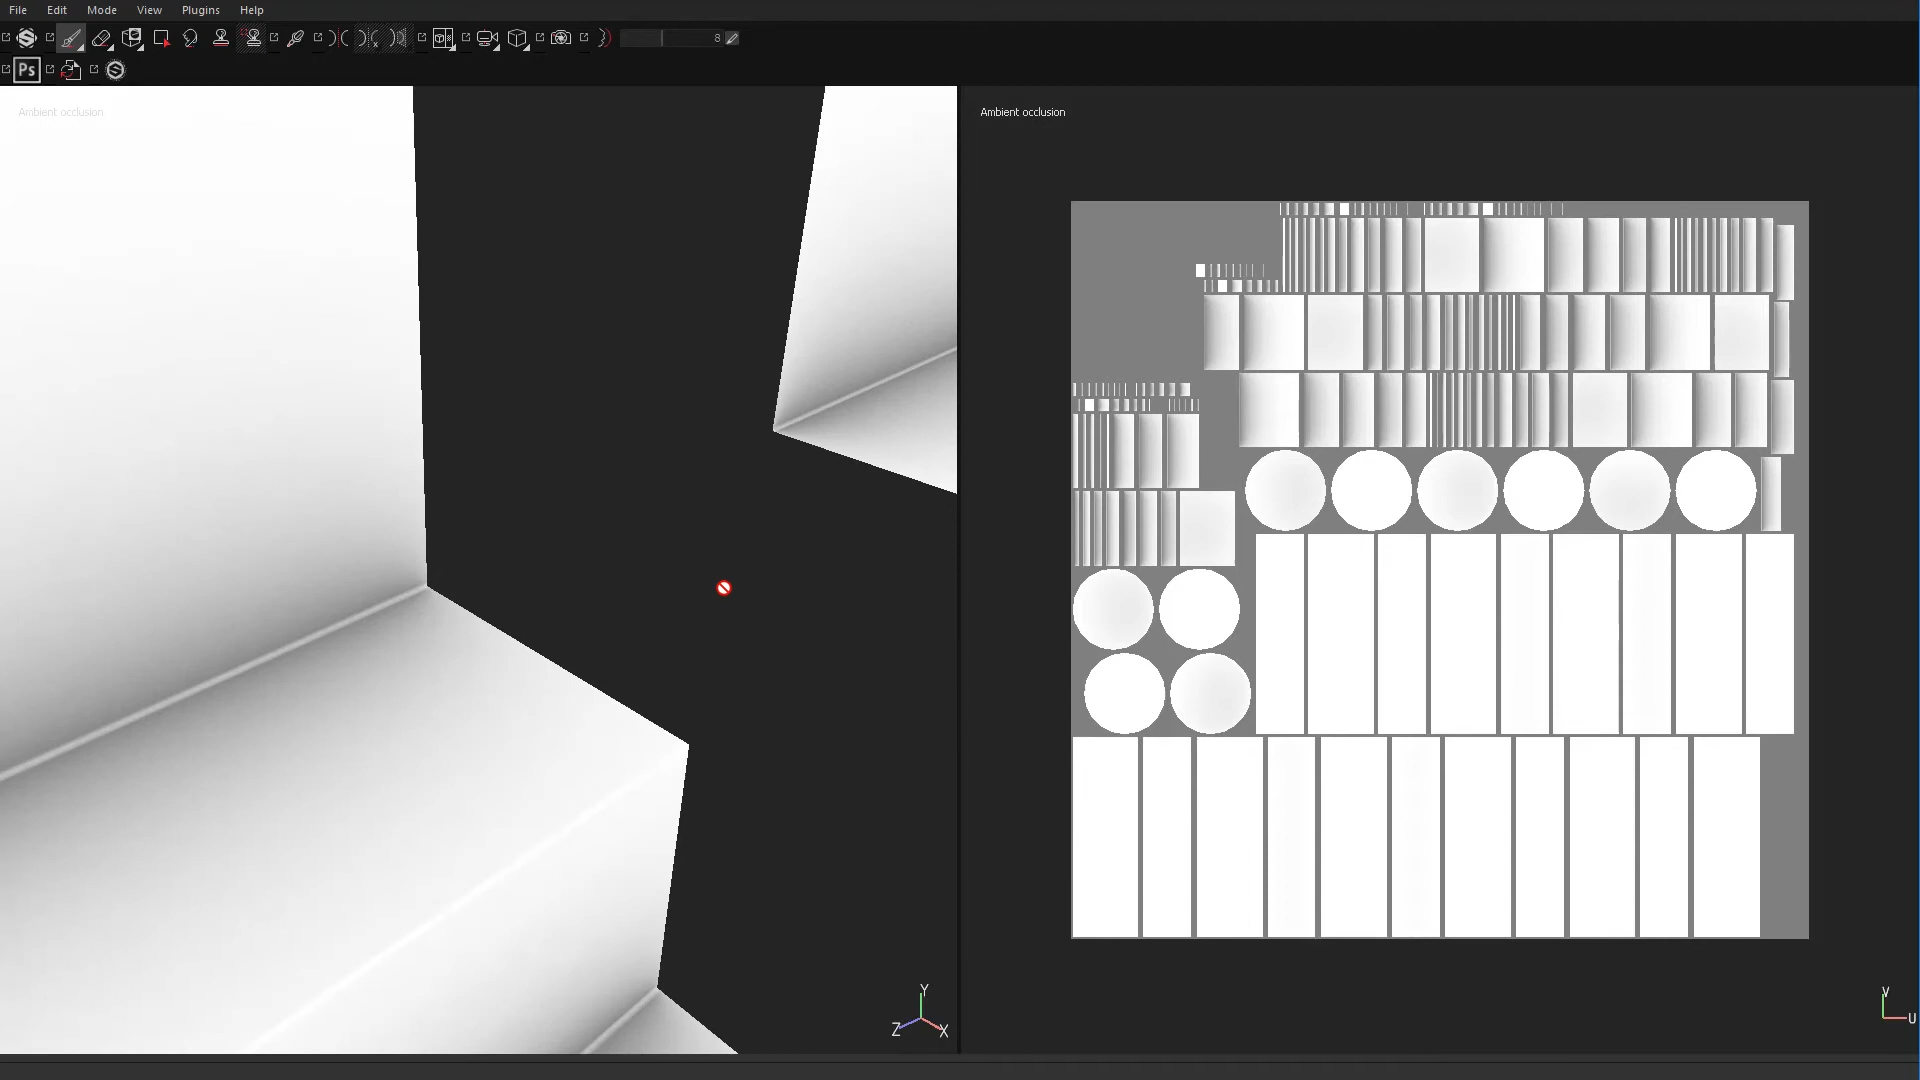 File Edit Mode View Plugins Help
8
Ps
Ambient occlusion
Ambient occlusion
Y
Z X
V
U